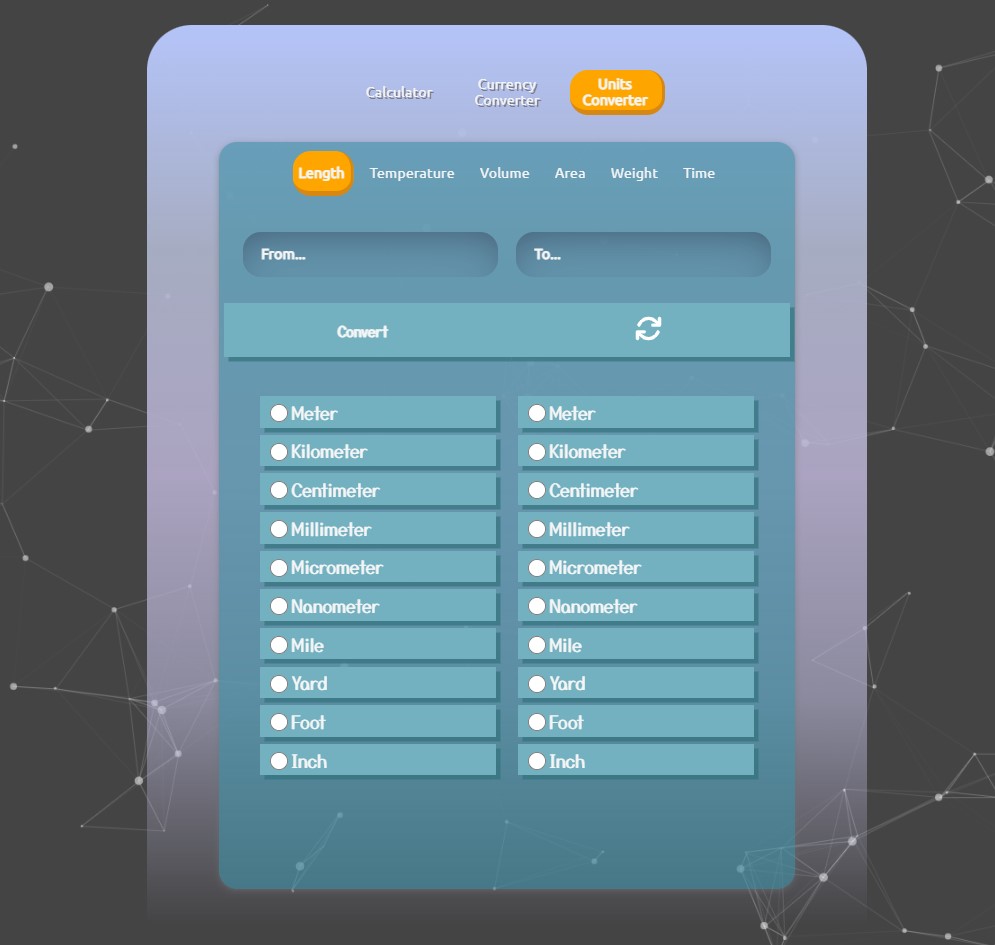 Calculator
Currency
Converter
Units
Converter
Length Temperature Volume Area Weight Time
From... To...
Convert
Meter Meter
Kilometer Kilometer
Centimeter Centimeter
Millimeter Millimeter
Micrometer Micrometer
Nanometer Nanometer
Mile Mile
Yard Yard
Foot Foot
Inch Inch